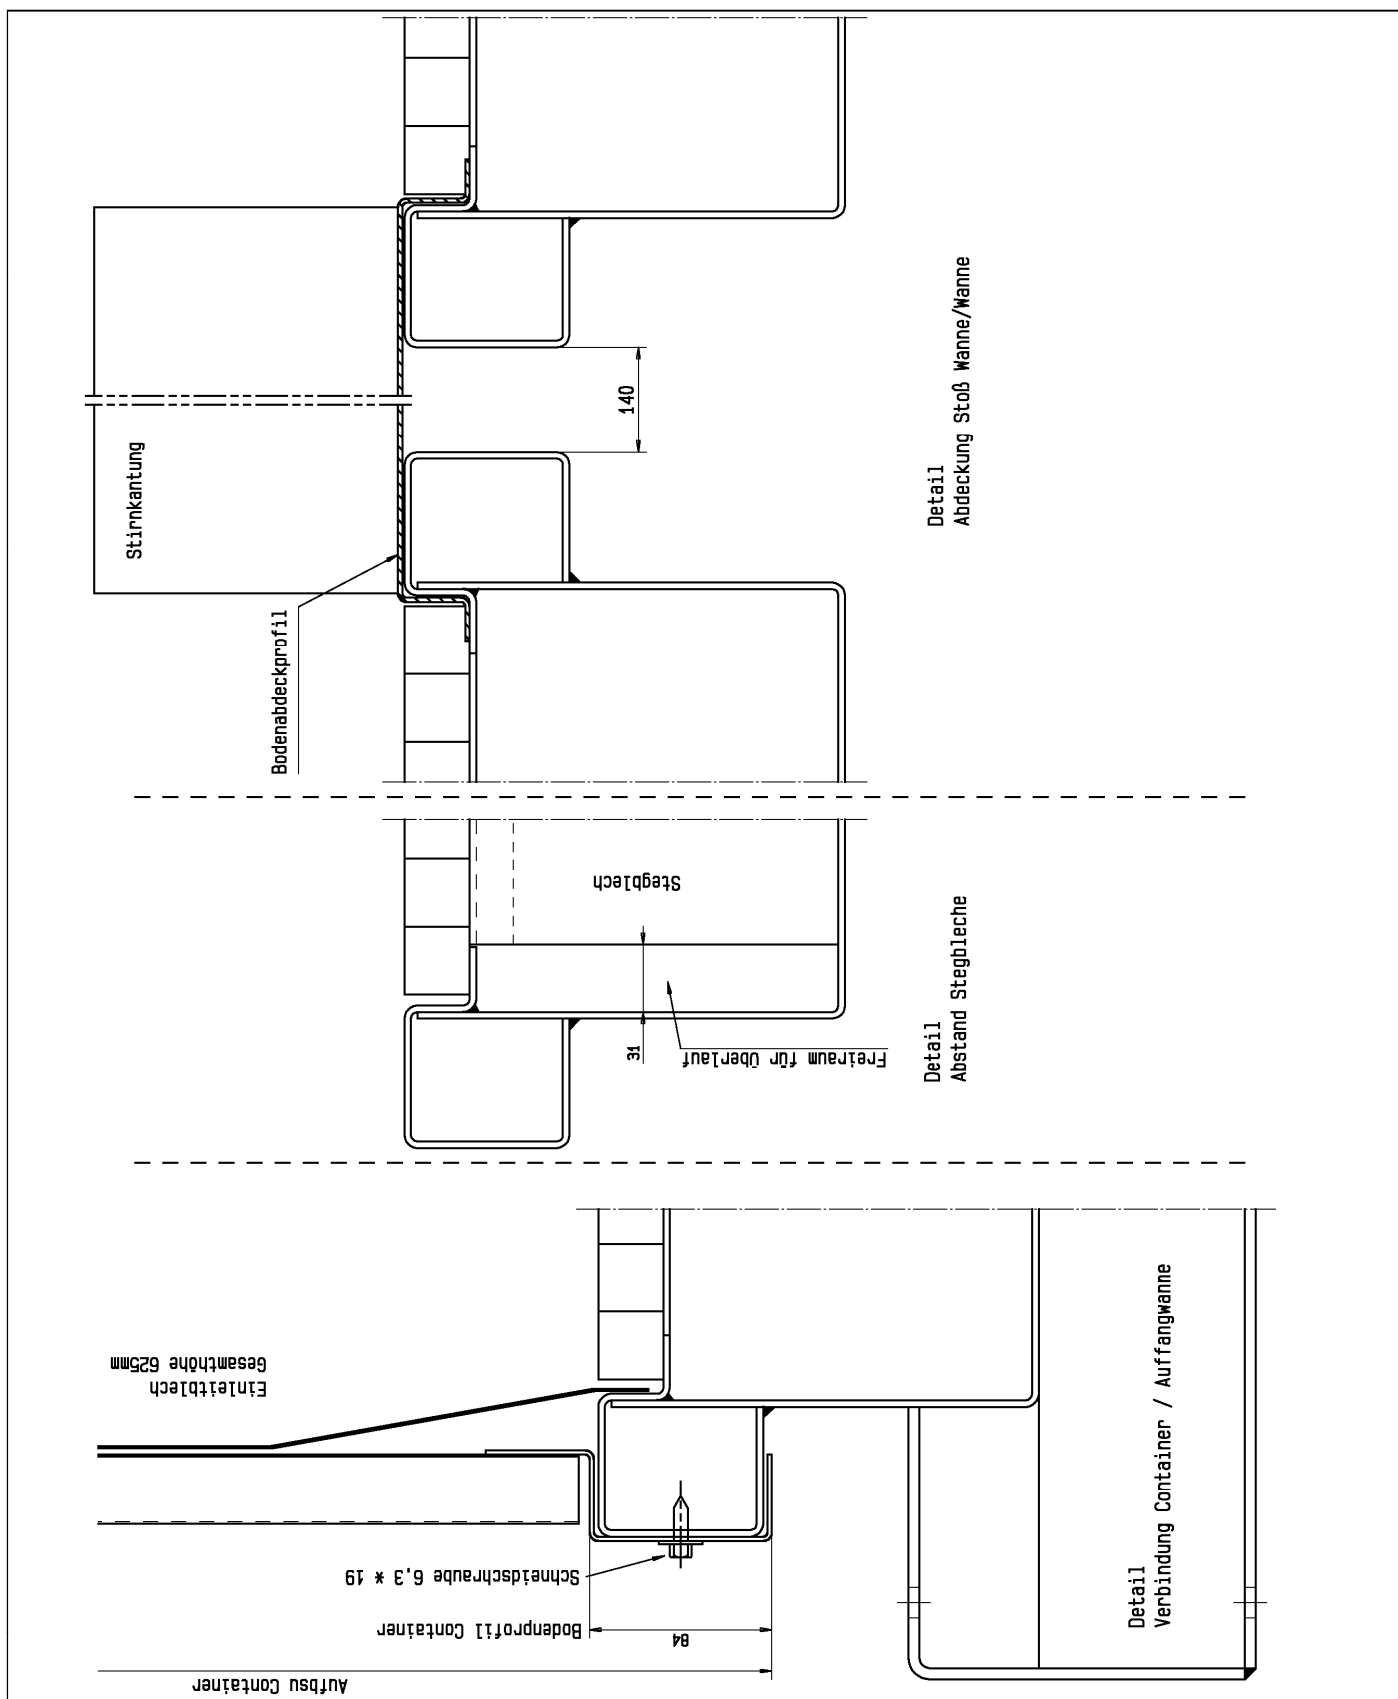 Stirnkantung
Bodenabdeckprofil
140
Detail
Abdeckung Stoß Wanne/Wanne
Stegblech
31
Freiraum für Überlauf
Detail
Abstand Stegbleche
Einleitblech
Gesamthöhe 625mm
Schneidschraube 6,3 * 19
Bodenprofil Container
84
Aufbsu Container
Detail
Verbindung Container / Auffangwanne